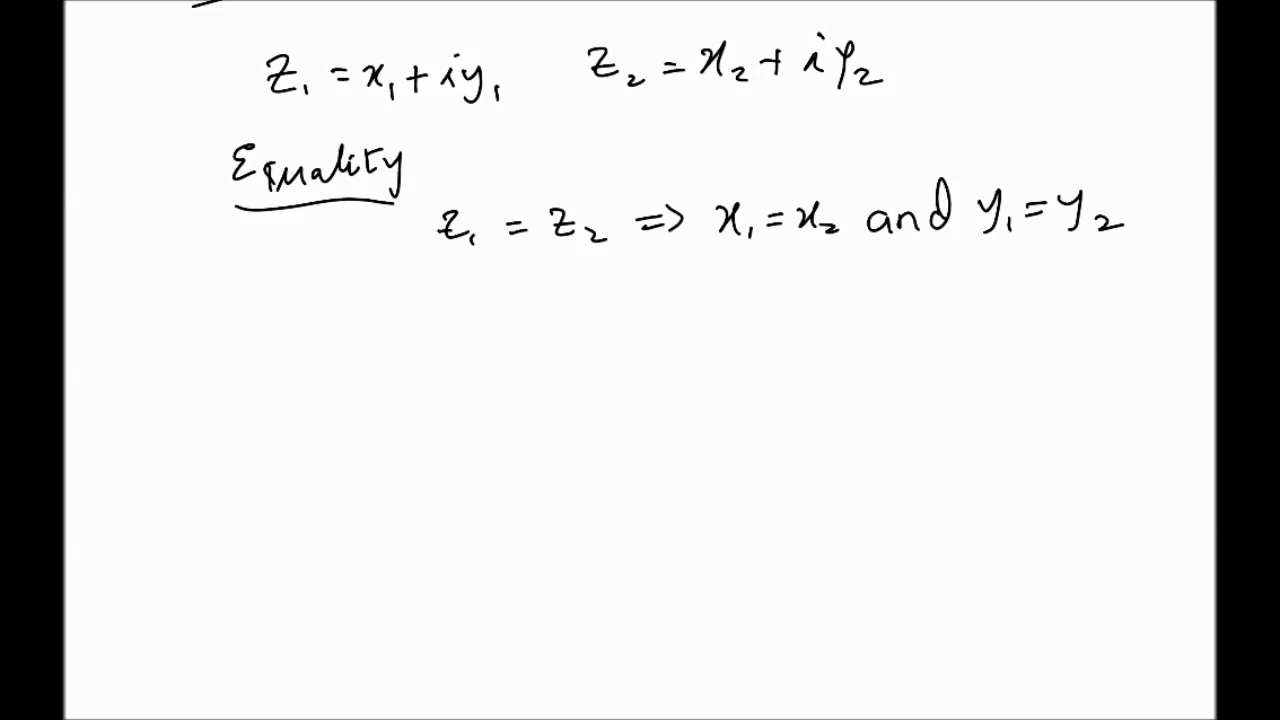 z₁ = x₁ + iy₁ z₂ = x₂ + iy₂
Equality
z₁ = z₂ => x₁ = x₂ and y₁ = y₂